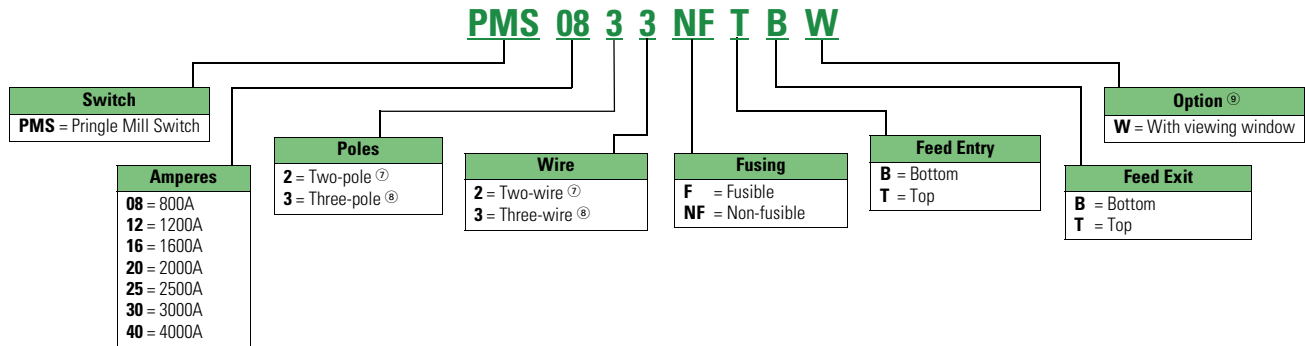 PMS 08 3 3 NF T B W
Switch
PMS = Pringle Mill Switch
Amperes
08 = 800A
12 = 1200A
16 = 1600A
20 = 2000A
25 = 2500A
30 = 3000A
40 = 4000A
Poles
2 = Two-pole ⑦
3 = Three-pole ⑧
Wire
2 = Two-wire ⑦
3 = Three-wire ⑧
Fusing
F = Fusible
NF = Non-fusible
Feed Entry
B = Bottom
T = Top
Feed Exit
B = Bottom
T = Top
Option ⑨
W = With viewing window